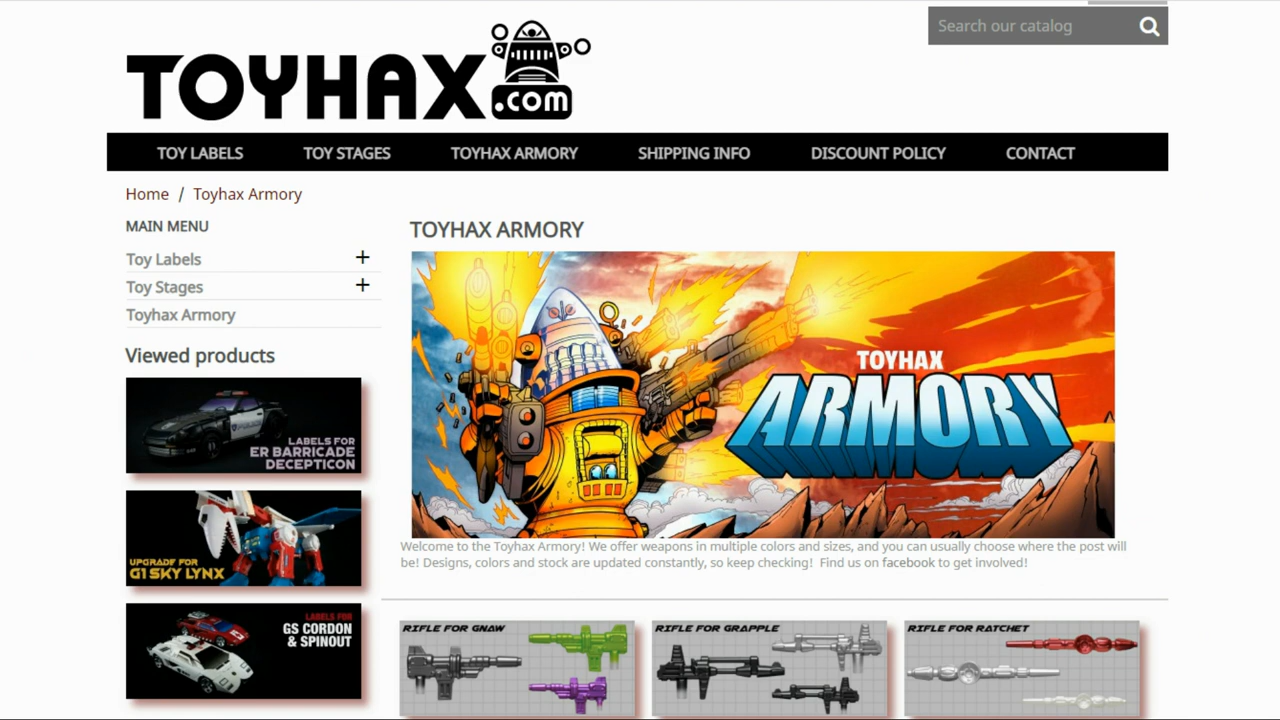 Search our catalog
TOYHAX
.com
TOY LABELS TOY STAGES TOYHAX ARMORY SHIPPING INFO DISCOUNT POLICY CONTACT
Home / Toyhax Armory
MAIN MENU
Toy Labels +
Toy Stages +
Toyhax Armory
Viewed products
LABELS FOR
ER BARRICADE
DECEPTICON
UPGRADE FOR
G1 SKY LYNX
LABELS FOR
GS CORDON
& SPINOUT
TOYHAX ARMORY
TOYHAX
ARMORY
Welcome to the Toyhax Armory! We offer weapons in multiple colors and sizes, and you can usually choose where the post will
be! Designs, colors and stock are updated constantly, so keep checking! Find us on facebook to get involved!
RIFLE FOR GNAW
RIFLE FOR GRAPPLE
RIFLE FOR RATCHET